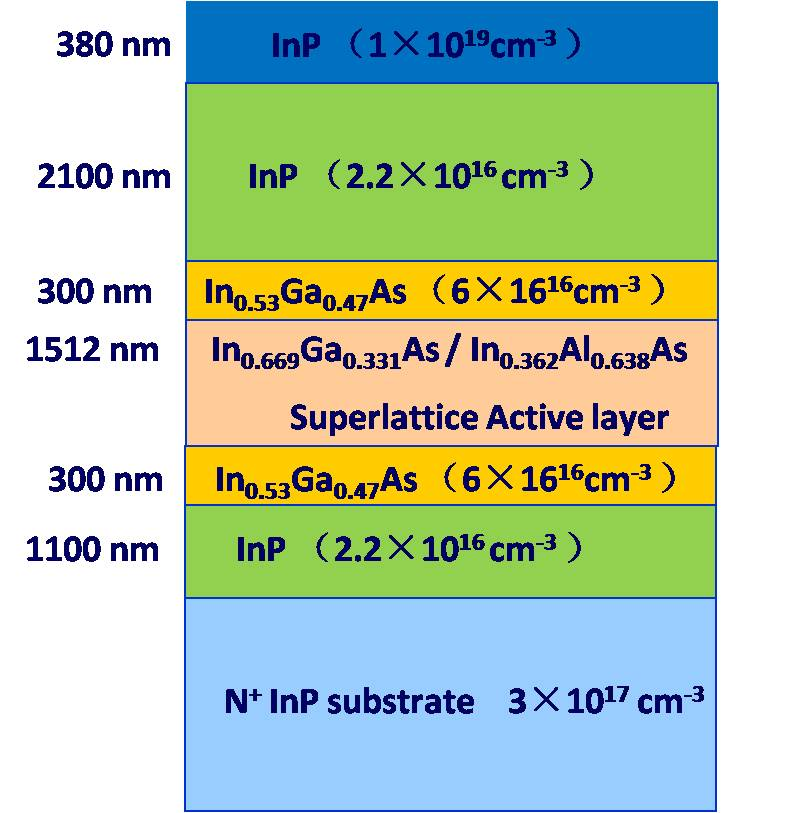 380 nm InP （1×10¹⁹cm⁻³）
2100 nm InP （2.2×10¹⁶ cm⁻³）
300 nm In₀.₅₃Ga₀.₄₇As （6×16¹⁶cm⁻³）
1512 nm In₀.₆₆₉Ga₀.₃₃₁As / In₀.₃₆₂Al₀.₆₃₈As
Superlattice Active layer
300 nm In₀.₅₃Ga₀.₄₇As （6×16¹⁶cm⁻³）
1100 nm InP （2.2×10¹⁶ cm⁻³）
N⁺ InP substrate 3×10¹⁷ cm⁻³